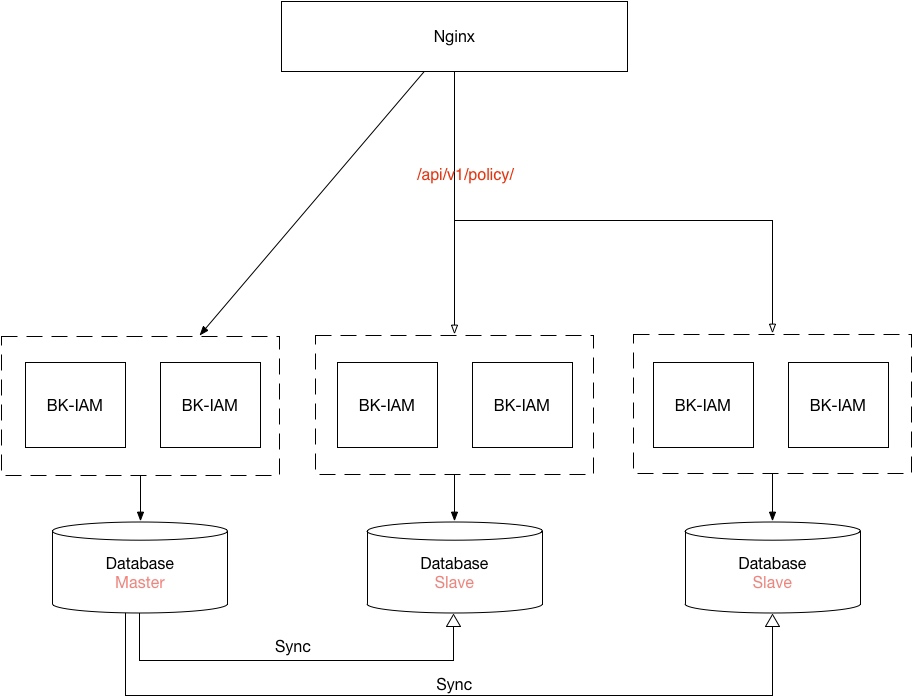 Nginx
/api/v1/policy/
BK-IAM
BK-IAM
BK-IAM
BK-IAM
BK-IAM
BK-IAM
Database
Master
Database
Slave
Database
Slave
Sync
Sync